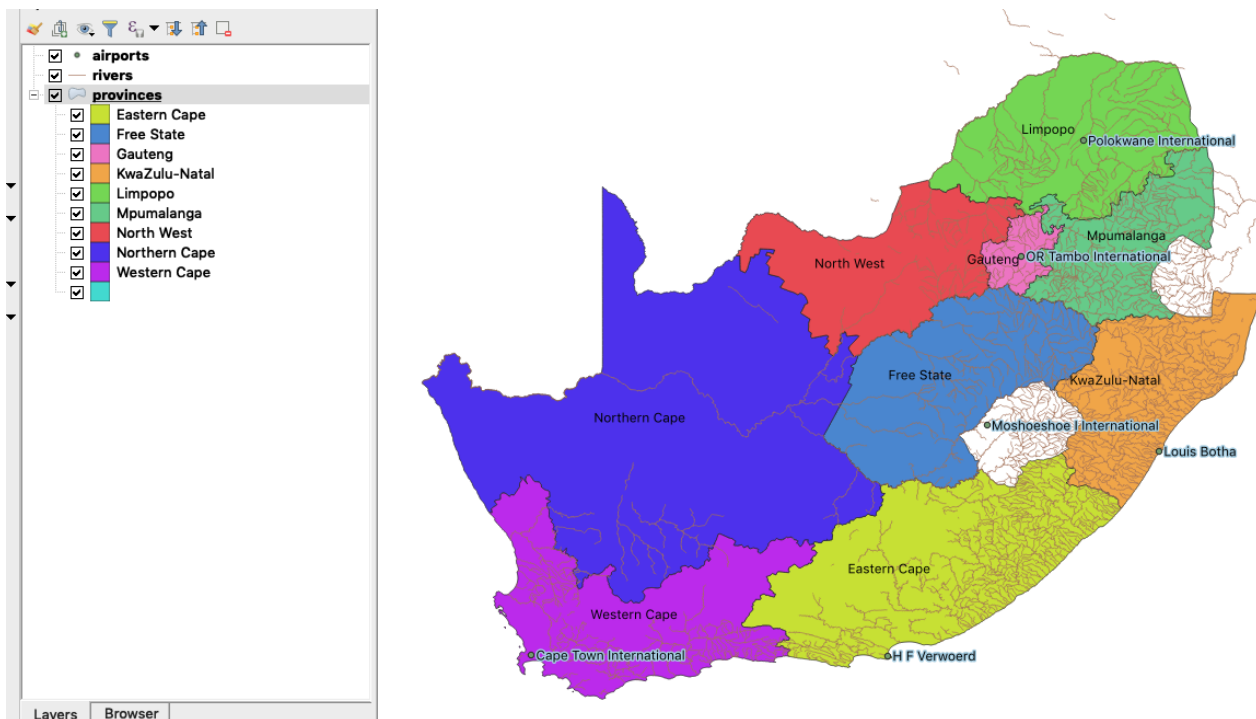 airports
rivers
provinces
Eastern Cape
Free State
Gauteng
KwaZulu-Natal
Limpopo
Mpumalanga
North West
Northern Cape
Western Cape
Layers
Browser
Limpopo
Polokwane International
Mpumalanga
North West
Gauteng
OR Tambo International
Free State
KwaZulu-Natal
Northern Cape
Moshoeshoe I International
Louis Botha
Eastern Cape
Western Cape
Cape Town International
H F Verwoerd